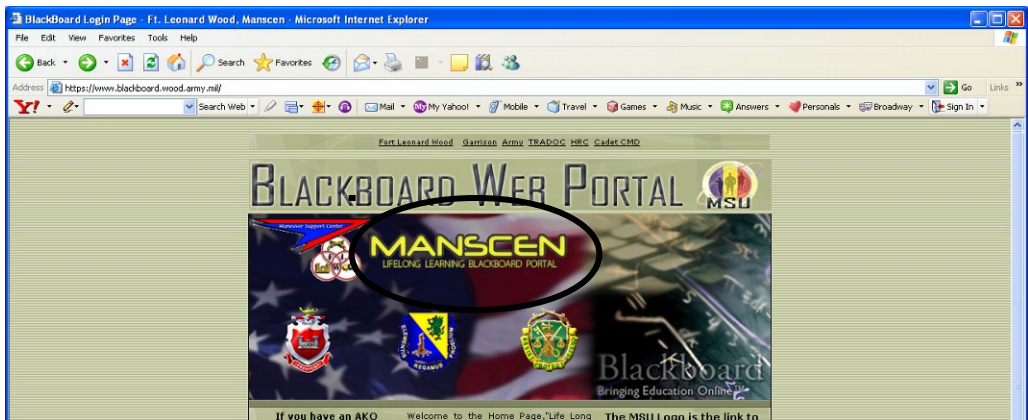 BlackBoard Login Page - Ft. Leonard Wood, Manscen - Microsoft Internet Explorer
File Edit View Favorites Tools Help
Back Search Favorites
Address https://www.blackboard.wood.army.mil/ Go Links »
Y! Search Web Mail My Yahoo! Mobile Travel Games Music Answers Personals Broadway Sign In
Fort Leonard Wood Garrison Army TRADOC HRC Cadet CMD
BLACKBOARD WEB PORTAL MSU
Maneuver Support Center
MANSCEN
LIFELONG LEARNING BLACKBOARD PORTAL
ELEMENTIS REGAMUS PROELIUM
Blackboard
Bringing Education Online™
If you have an AKO Welcome to the Home Page,"Life Long The MSU Logo is the link to